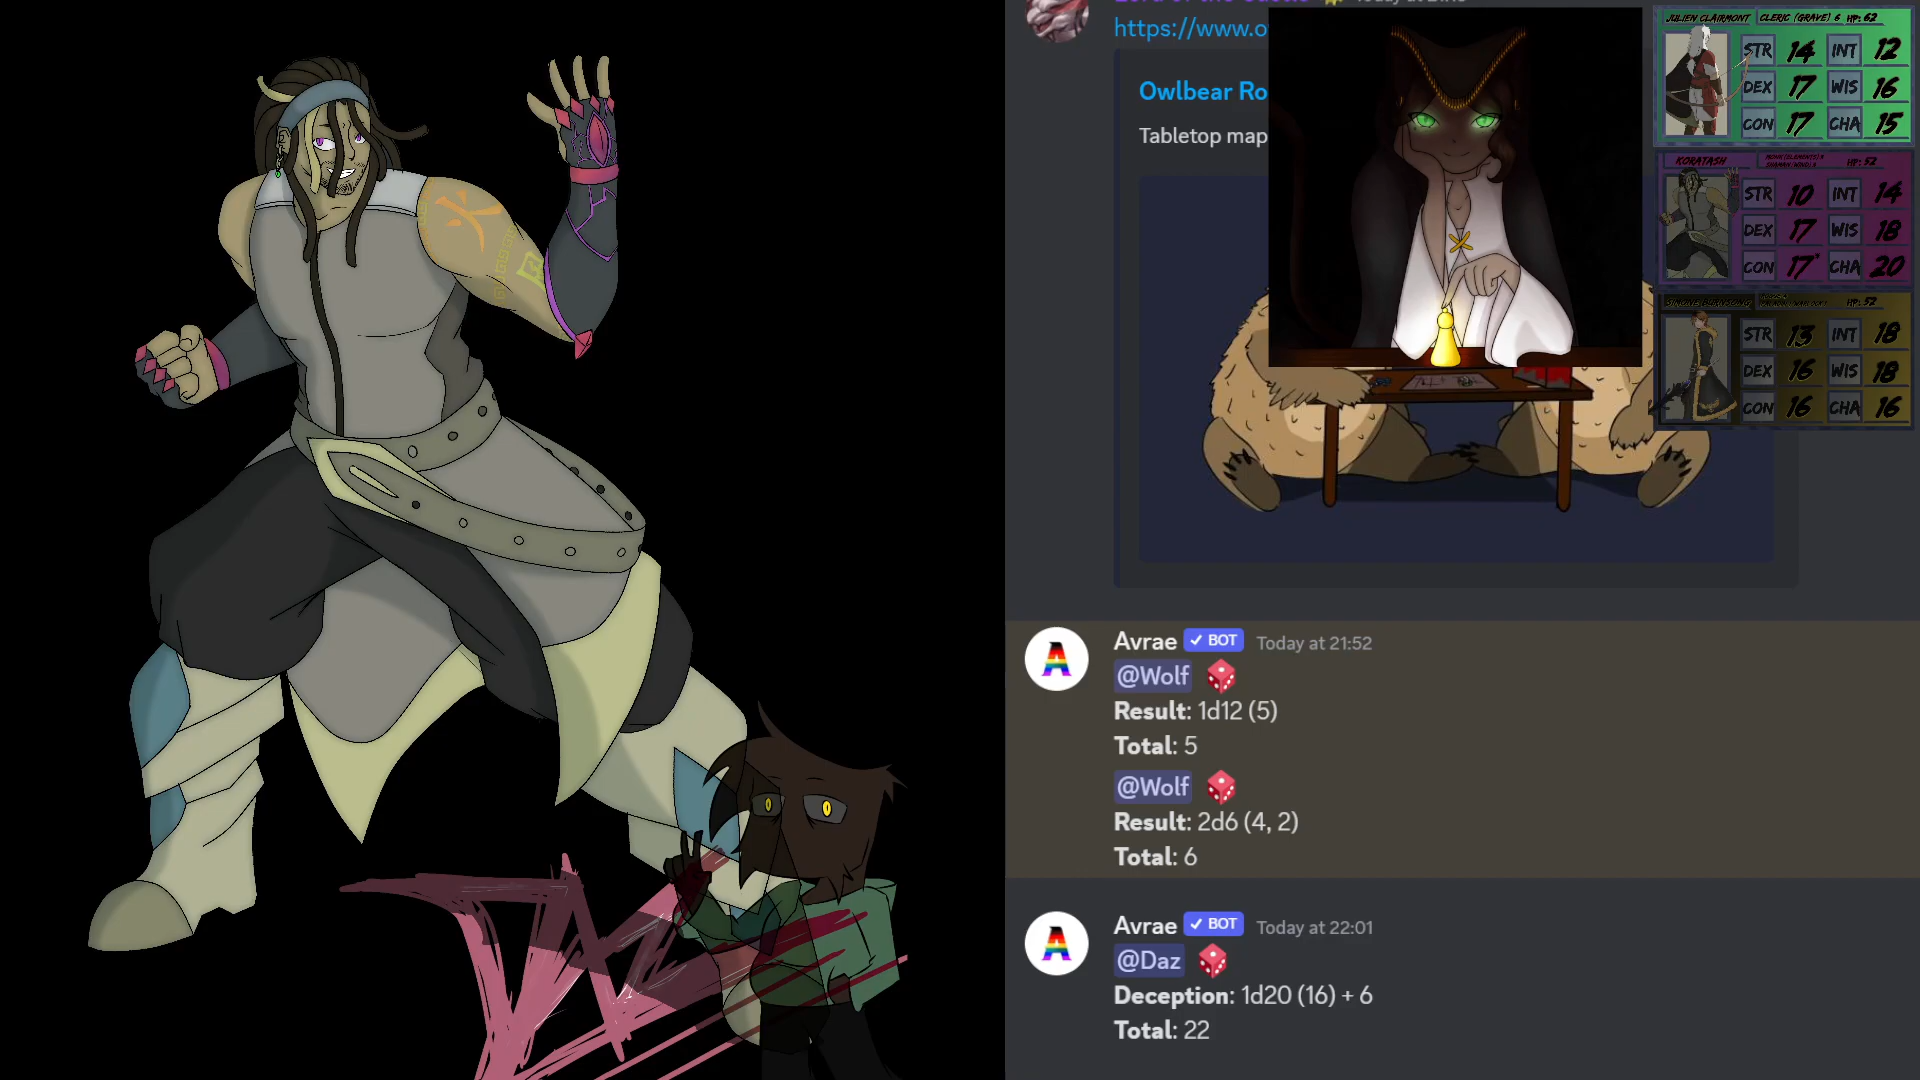 Today at
https://www.o
Owlbear Ro
Tabletop map
Avrae BOT Today at 21:52
@Wolf
Result: 1d12 (5)
Total: 5
@Wolf
Result: 2d6 (4, 2)
Total: 6
Avrae BOT Today at 22:01
@Daz
Deception: 1d20 (16) + 6
Total: 22
JULIEN CLAIRMONT CLERIC (GRAVE) 6 HP: 62
STR 14 INT 12
DEX 17 WIS 16
CON 17 CHA 15
KORATASH HP: 52
STR 10 INT 14
DEX 17 WIS 18
CON 17 CHA 20
HP: 52
STR 13 INT 18
DEX 16 WIS 18
CON 16 CHA 16
火